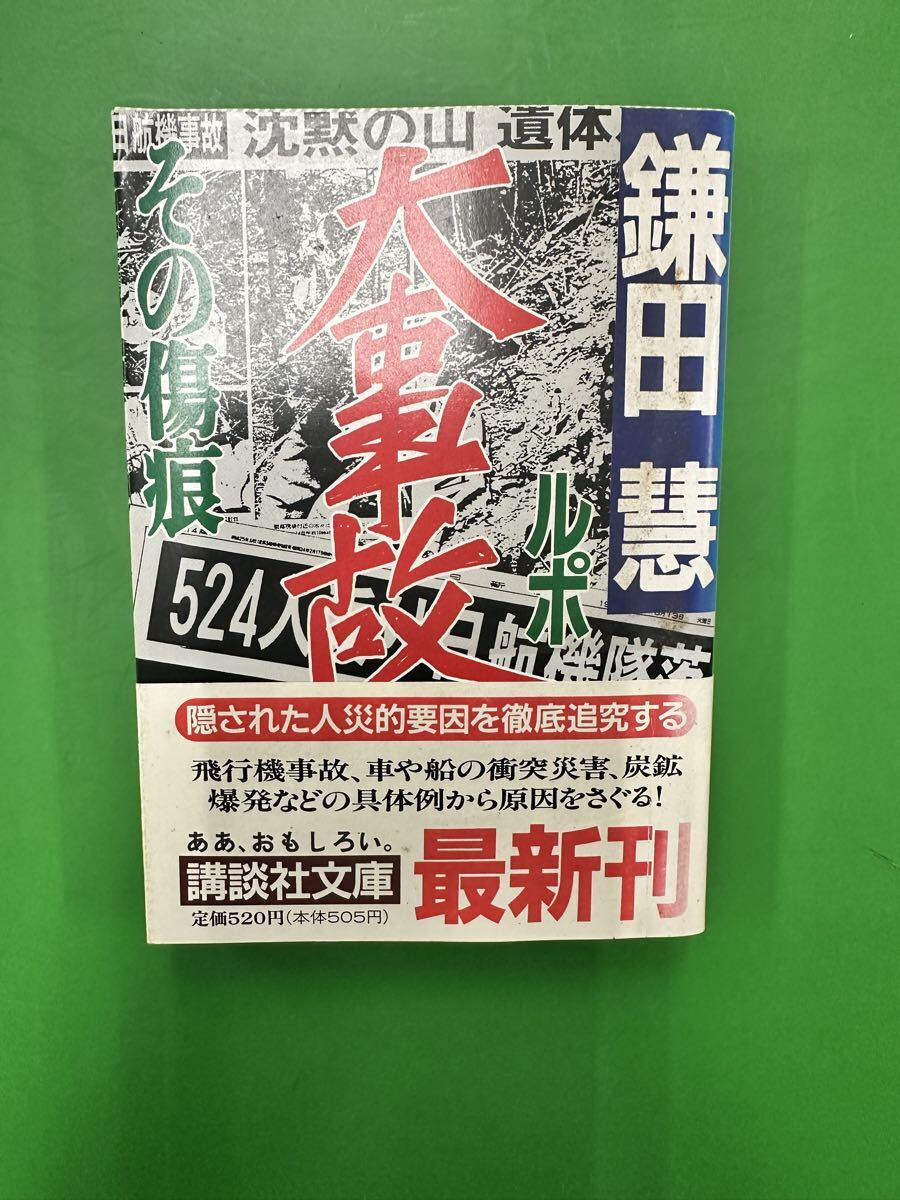 日航機事故
沈黙の山
遺体
鎌田 慧
ルポ
大事故
その傷痕
524人
日航機墜落
隠された人災的要因を徹底追究する
飛行機事故、車や船の衝突災害、炭鉱
爆発などの具体例から原因をさぐる!
ああ、おもしろい。
講談社文庫
定価520円(本体505円)
最新刊